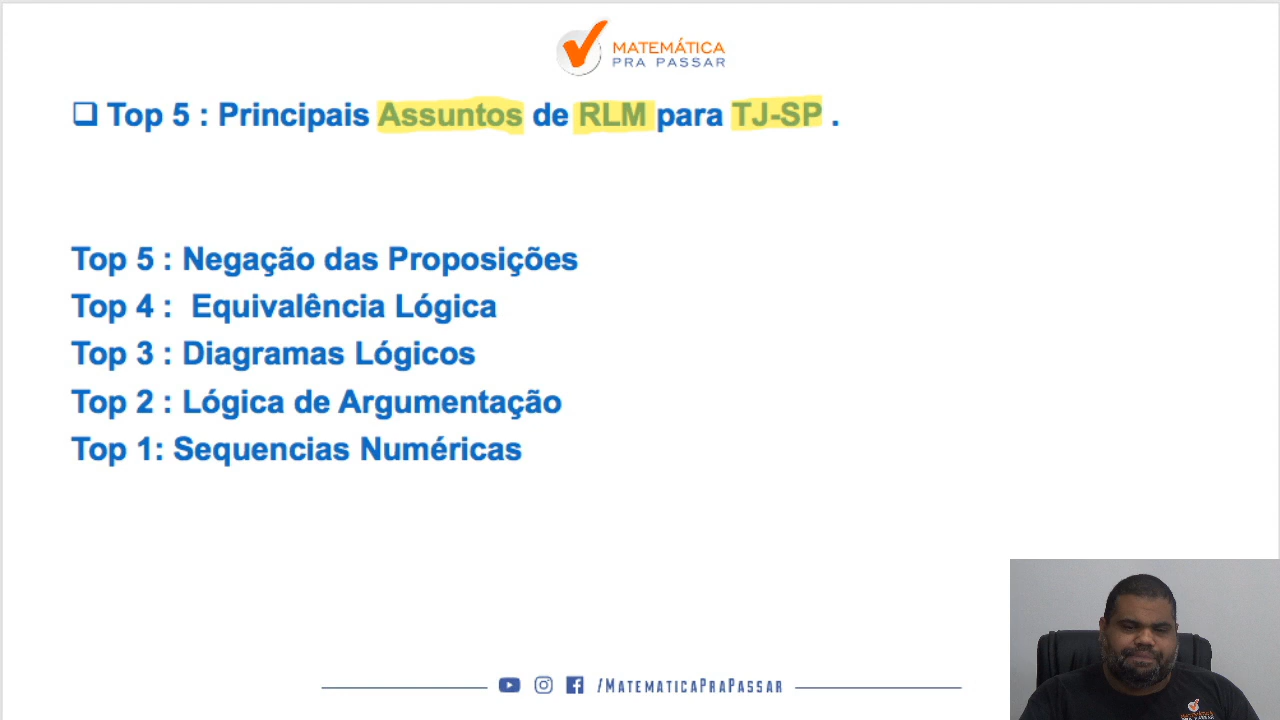 MATEMÁTICA
PRA PASSAR
❑ Top 5 : Principais Assuntos de RLM para TJ-SP .
Top 5 : Negação das Proposições
Top 4 : Equivalência Lógica
Top 3 : Diagramas Lógicos
Top 2 : Lógica de Argumentação
Top 1: Sequencias Numéricas
/MATEMATICAPRAPASSAR